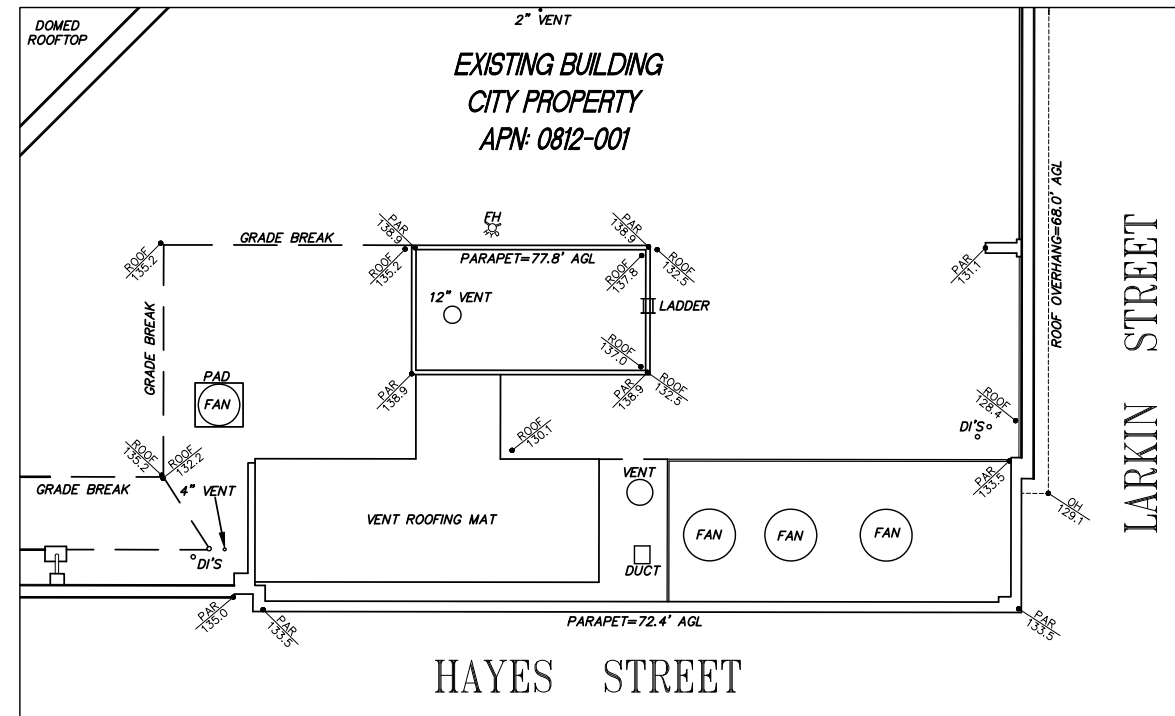 DOMED
ROOFTOP
2" VENT
EXISTING BUILDING
CITY PROPERTY
APN: 0812-001
ROOF OVERHANG=68.0' AGL
LARKIN STREET
EH
GRADE BREAK
PAR
138.9
PAR
138.9
ROOF
135.2
ROOF
135.2
PARAPET=77.8' AGL
ROOF
137.8
ROOF
132.5
PAR
131.1
12" VENT
LADDER
GRADE BREAK
ROOF
137.0
PAD
FAN
PAR
138.9
PAR
138.9
ROOF
132.5
ROOF
128.4
DI'S
ROOF
130.1
ROOF
135.2
ROOF
132.2
GRADE BREAK
4" VENT
VENT
PAR
133.5
OH
129.1
VENT ROOFING MAT
FAN
FAN
FAN
DI'S
DUCT
PAR
135.0
PAR
133.5
PARAPET=72.4' AGL
PAR
133.5
HAYES STREET